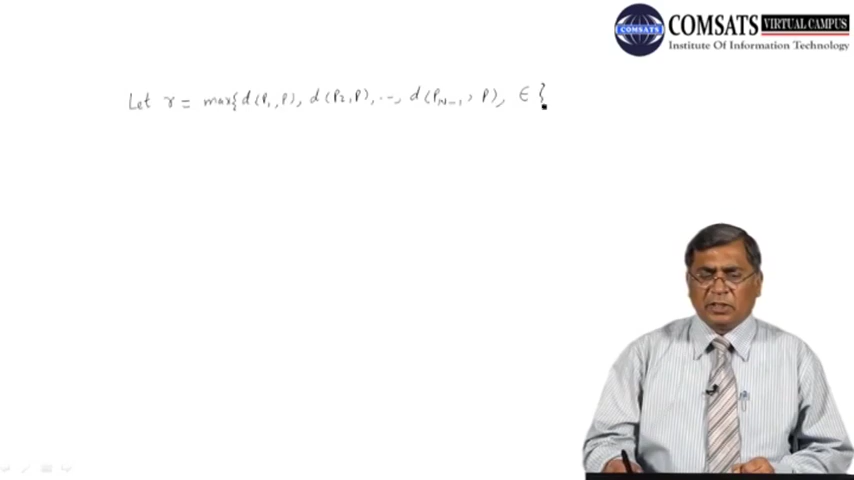 COMSATS VIRTUAL CAMPUS
Institute Of Information Technology
COMSATS
Let r = max{d(P1,P), d(P2,P),..., d(PN-1, P), ∈}